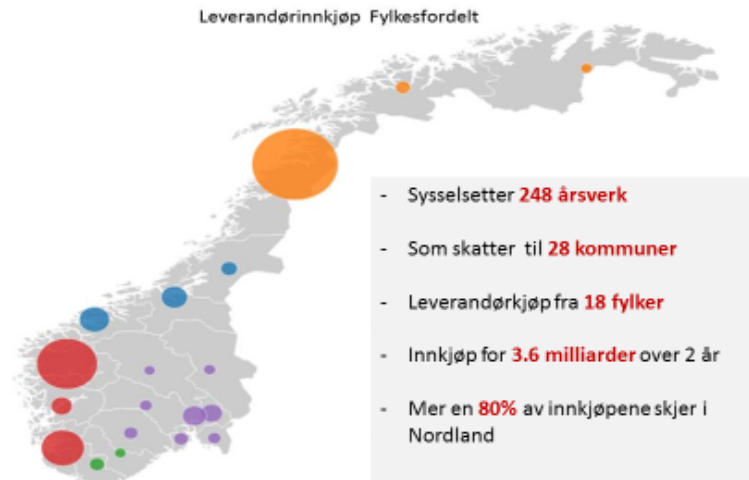 Leverandørinnkjøp Fylkesfordelt
- Sysselsetter 248 årsverk
- Som skatter til 28 kommuner
- Leverandørkjøp fra 18 fylker
- Innkjøp for 3.6 milliarder over 2 år
- Mer en 80% av innkjøpene skjer i
Nordland